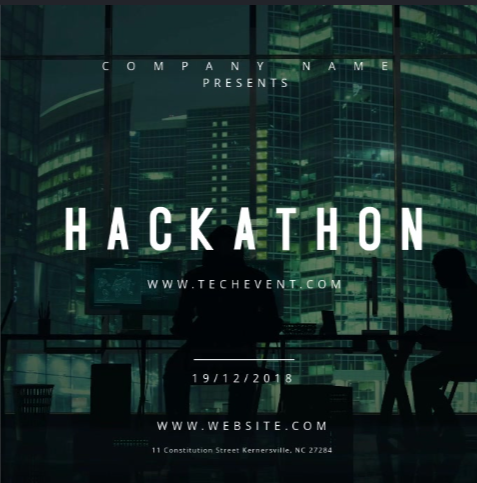 COMPANY NAME
PRESENTS
HACKATHON
WWW.TECHEVENT.COM
19/12/2018
WWW.WEBSITE.COM
11 Constitution Street Kernersville, NC 27284